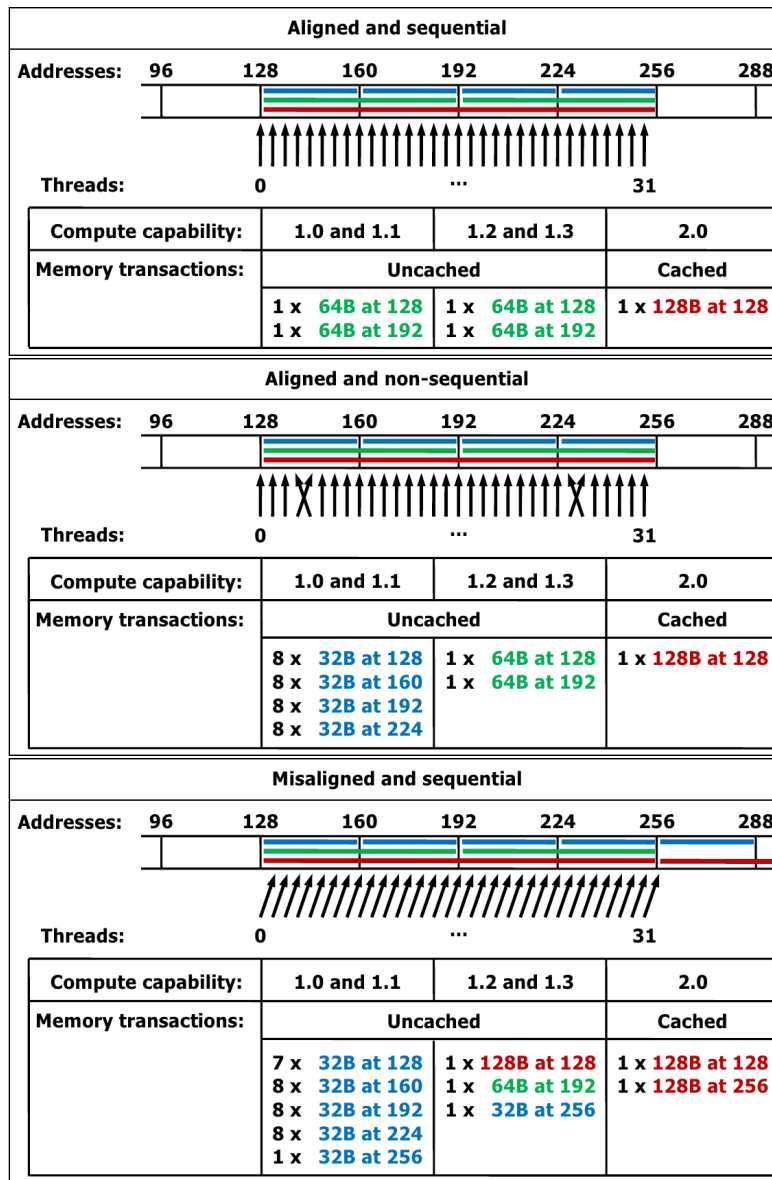 Aligned and sequential
Addresses: 96 128 160 192 224 256 288
Threads: 0 ... 31
Compute capability: 1.0 and 1.1 1.2 and 1.3 2.0
Memory transactions: Uncached Cached
1 x 64B at 128 1 x 64B at 128 1 x 128B at 128
1 x 64B at 192 1 x 64B at 192
Aligned and non-sequential
Addresses: 96 128 160 192 224 256 288
Threads: 0 ... 31
Compute capability: 1.0 and 1.1 1.2 and 1.3 2.0
Memory transactions: Uncached Cached
8 x 32B at 128 1 x 64B at 128 1 x 128B at 128
8 x 32B at 160 1 x 64B at 192
8 x 32B at 192
8 x 32B at 224
Misaligned and sequential
Addresses: 96 128 160 192 224 256 288
Threads: 0 ... 31
Compute capability: 1.0 and 1.1 1.2 and 1.3 2.0
Memory transactions: Uncached Cached
7 x 32B at 128 1 x 128B at 128 1 x 128B at 128
8 x 32B at 160 1 x 64B at 192 1 x 128B at 256
8 x 32B at 192 1 x 32B at 256
8 x 32B at 224
1 x 32B at 256